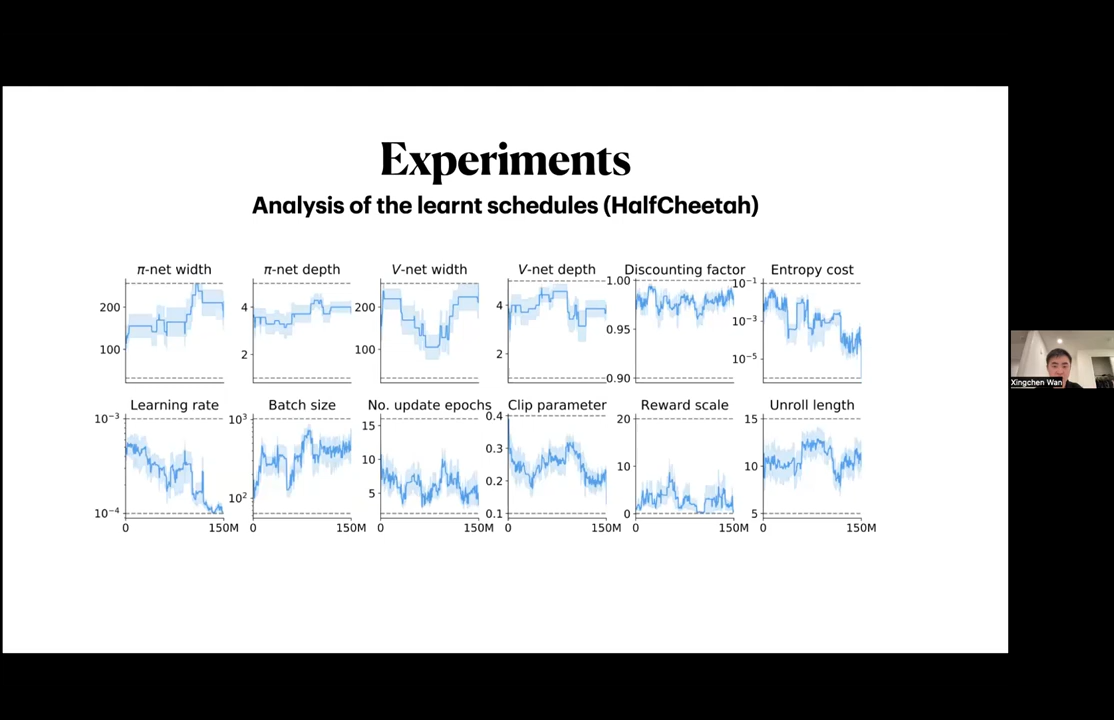 Experiments
Analysis of the learnt schedules (HalfCheetah)
π-net width
π-net depth
V-net width
V-net depth
Discounting factor
Entropy cost
200
100
4
2
200
100
4
2
1.00
0.95
0.90
10⁻¹
10⁻³
10⁻⁵
Learning rate
Batch size
No. update epochs
Clip parameter
Reward scale
Unroll length
10⁻³
10⁻⁴
10³
10²
15
10
5
0.4
0.3
0.2
0.1
20
10
0
15
10
5
0 150M
0 150M
0 150M
0 150M
0 150M
0 150M
Xingchen Wan